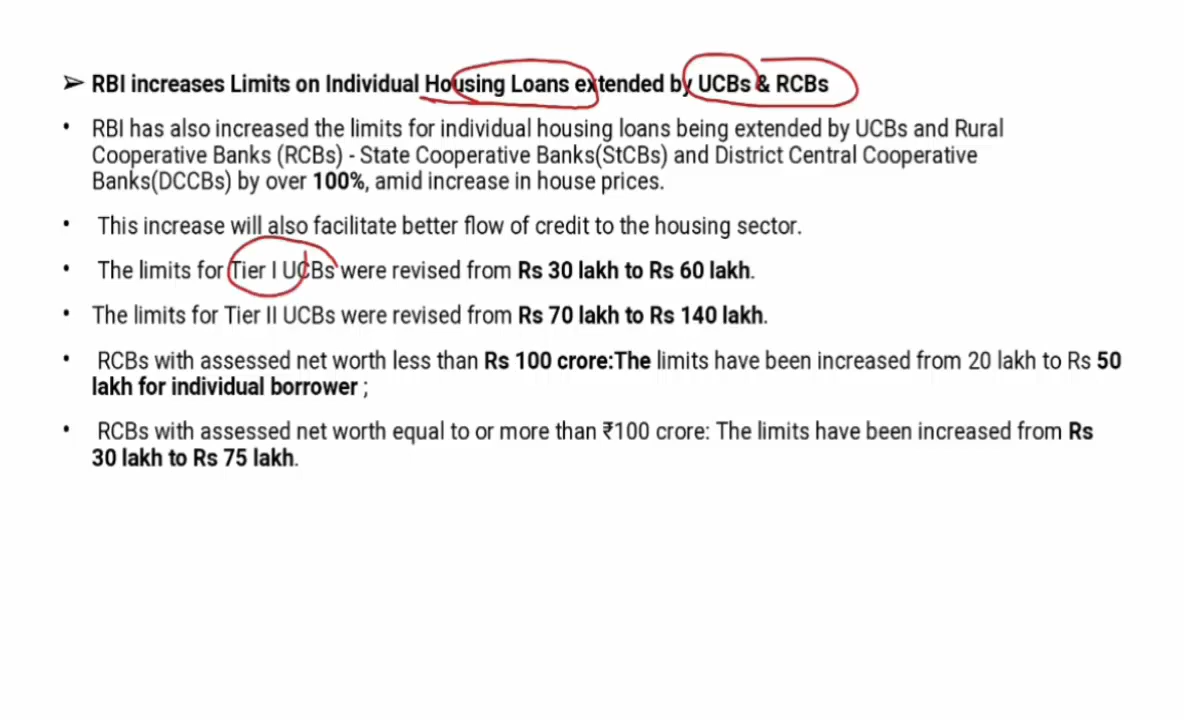 ➢ RBI increases Limits on Individual Housing Loans extended by UCBs & RCBs
• RBI has also increased the limits for individual housing loans being extended by UCBs and Rural
Cooperative Banks (RCBs) - State Cooperative Banks(StCBs) and District Central Cooperative
Banks(DCCBs) by over 100%, amid increase in house prices.
• This increase will also facilitate better flow of credit to the housing sector.
• The limits for Tier I UCBs were revised from Rs 30 lakh to Rs 60 lakh.
• The limits for Tier II UCBs were revised from Rs 70 lakh to Rs 140 lakh.
• RCBs with assessed net worth less than Rs 100 crore:The limits have been increased from 20 lakh to Rs 50
lakh for individual borrower ;
• RCBs with assessed net worth equal to or more than ₹100 crore: The limits have been increased from Rs
30 lakh to Rs 75 lakh.